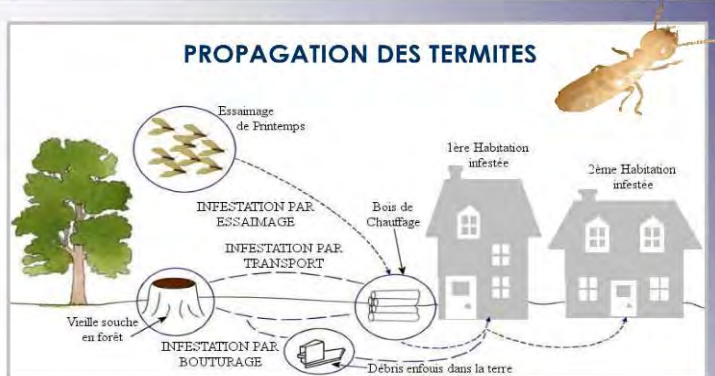 PROPAGATION DES TERMITES
Essaimage
de Printemps
1ère Habitation
infestée
2ème Habitation
infestée
INFESTATION PAR
ESSAIMAGE
Bois de
Chauffage
INFESTATION PAR
TRANSPORT
Vieille souche
en forêt
INFESTATION PAR
BOUTURAGE
Débris enfouis dans la terre